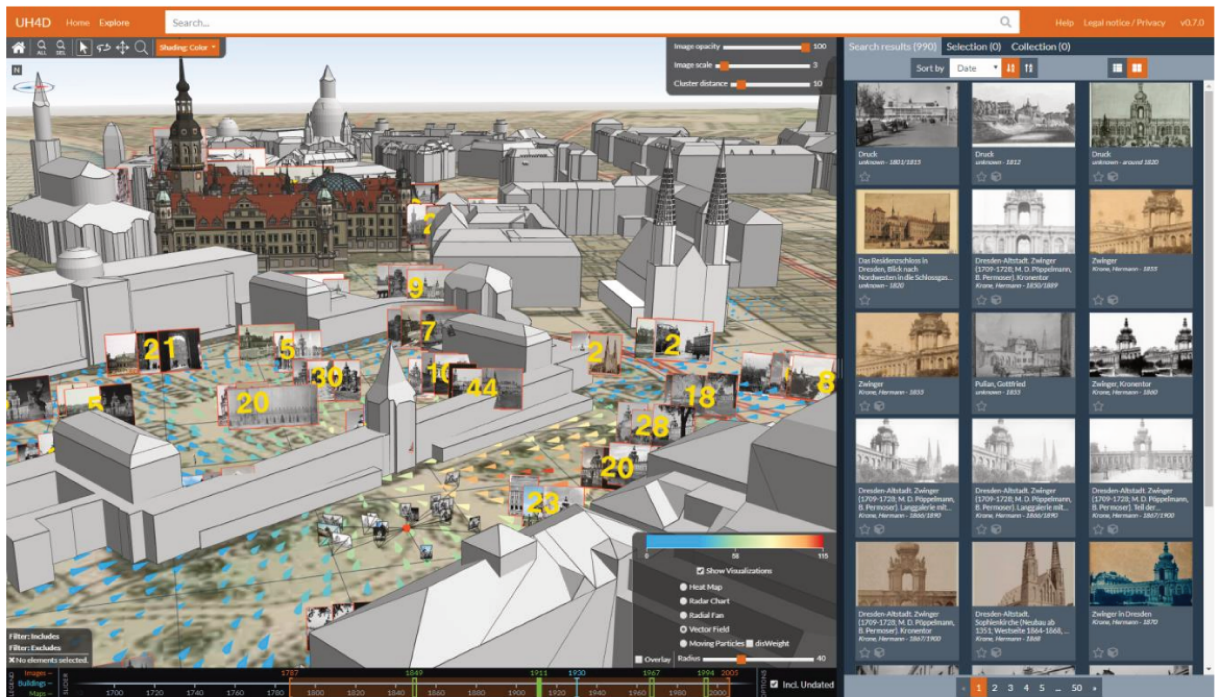 UH4D Home Explore Search... Help Legal notice / Privacy v0.7.0
ALL SEL Shading: Color
N
Image opacity 100
Image scale 3
Cluster distance 10
Search results (990) Selection (0) Collection (0)
Sort by Date
Druck
unknown - 1801/1815
Druck
unknown - 1812
Druck
unknown - around 1820
Das Residenzschloss in
Dresden, Blick nach
Nordwesten in die Schlossgas...
unknown - 1820
Dresden-Altstadt. Zwinger
(1709-1728; M. D. Pöppelmann,
B. Permoser). Kronentor
Krone, Hermann - 1850/1889
Zwinger
Krone, Hermann - 1855
Zwinger
Krone, Hermann - 1855
Pulian, Gottfried
unknown - 1855
Zwinger, Kronentor
Krone, Hermann - 1860
Dresden-Altstadt. Zwinger
(1709-1728; M. D. Pöppelmann,
B. Permoser). Langgalerie mit...
Krone, Hermann - 1866/1890
Dresden-Altstadt. Zwinger
(1709-1728; M. D. Pöppelmann,
B. Permoser). Langgalerie mit...
Krone, Hermann - 1866/1890
Dresden-Altstadt. Zwinger
(1709-1728; M. D. Pöppelmann,
B. Permoser). Teil der...
Krone, Hermann - 1867/1900
Dresden-Altstadt. Zwinger
(1709-1728; M. D. Pöppelmann,
B. Permoser). Kronentor
Krone, Hermann - 1867/1900
Dresden-Altstadt.
Sophienkirche (Neubau ab
1351, Westseite 1864-1868, ...
Krone, Hermann - 1868
Zwinger in Dresden
Krone, Hermann - 1870
« 1 2 3 4 5 ... 50 »
2
9
7
21
5
30
20
5
44
2
2
18
8
28
20
23
0 58 115
Show Visualizations
Heat Map
Radar Chart
Radial Fan
Vector Field
Moving Particles disWeight
Overlay Radius 40
Filter: Includes
Filter: Excludes
No elements selected.
LEGEND
Images
Buildings
Maps
SLIDER
1787 1849 1911 1930 1967 1994 2005
1700 1720 1740 1760 1780 1800 1820 1840 1860 1880 1900 1920 1940 1960 1980 2000
OPTIONS
Incl. Undated